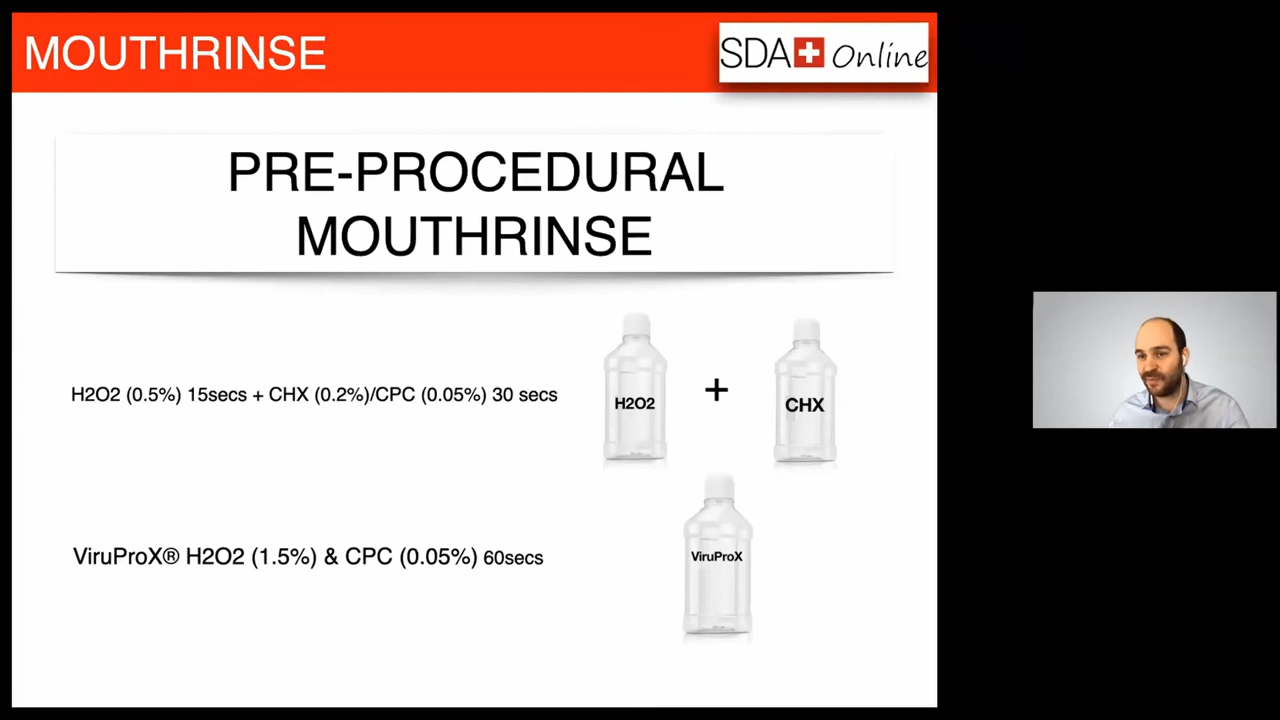 MOUTHRINSE
SDA Online
PRE-PROCEDURAL
MOUTHRINSE
H2O2 (0.5%) 15secs + CHX (0.2%)/CPC (0.05%) 30 secs
H2O2
+
CHX
ViruProX® H2O2 (1.5%) & CPC (0.05%) 60secs
ViruProX